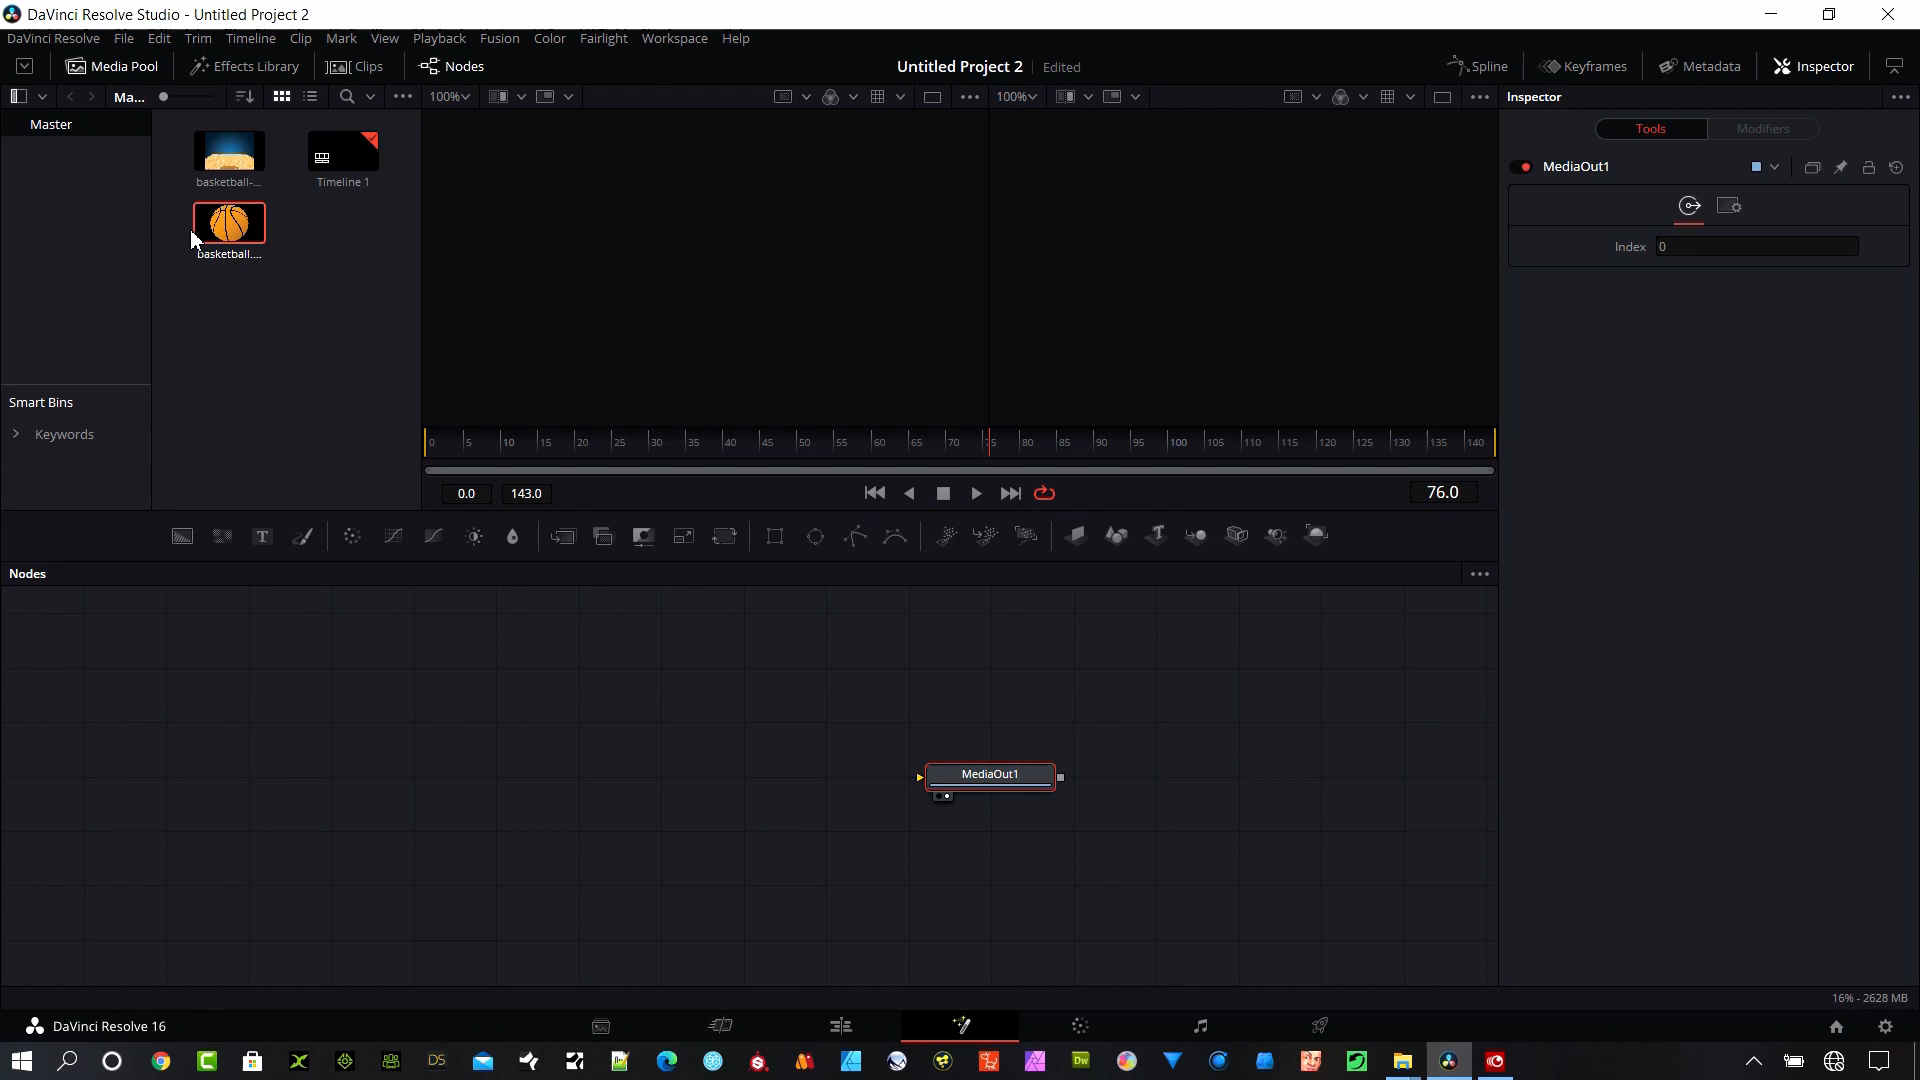 DaVinci Resolve Studio - Untitled Project 2
DaVinci Resolve File Edit Trim Timeline Clip Mark View Playback Fusion Color Fairlight Workspace Help
Media Pool Effects Library Clips Nodes Untitled Project 2 Edited Spline Keyframes Metadata Inspector
Ma... 100% 100% Inspector
Master
Tools Modifiers
basketball-... Timeline 1
basketball....
MediaOut1
Index 0
Smart Bins
Keywords
0 5 10 15 20 25 30 35 40 45 50 55 60 65 70 75 80 85 90 95 100 105 110 115 120 125 130 135 140
0.0 143.0 76.0
Nodes
MediaOut1
16% - 2628 MB
DaVinci Resolve 16
DS Dw